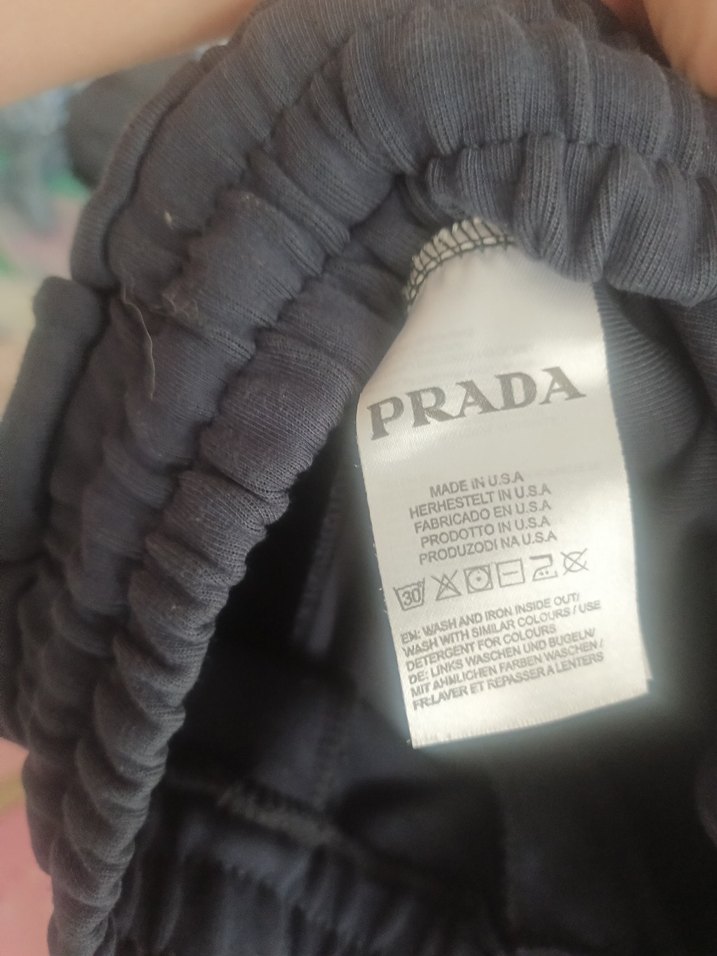 PRADA
MADE IN U.S.A
HERHESTELT IN U.S.A
FABRICADO EN U.S.A
PRODOTTO IN U.S.A
PRODUZODI NA U.S.A
30
EN: WASH AND IRON INSIDE OUT/
WASH WITH SIMILAR COLOURS / USE
DETERGENT FOR COLOURS
DE: LINKS WASCHEN UND BUGELN/
MIT AHMLICHEN FARBEN WASCHEN /
FR:LAVER ET REPASSER A LENTERS